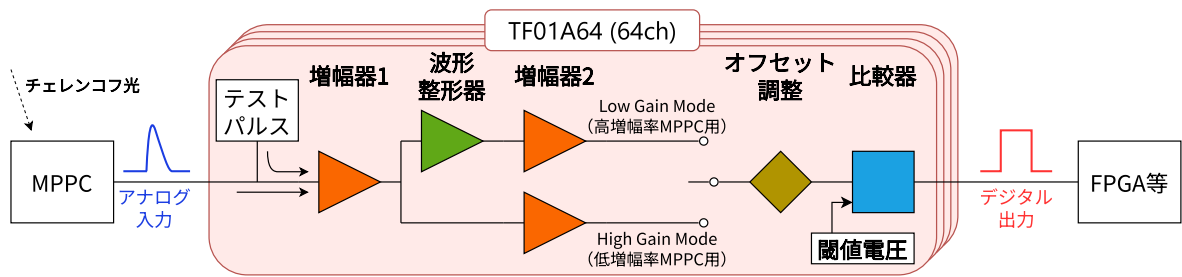 TF01A64 (64ch)
チェレンコフ光
MPPC
アナログ
入力
テスト
パルス
増幅器1
波形
整形器
増幅器2
Low Gain Mode
（高増幅率MPPC用）
High Gain Mode
（低増幅率MPPC用）
オフセット
調整
比較器
閾値電圧
デジタル
出力
FPGA等